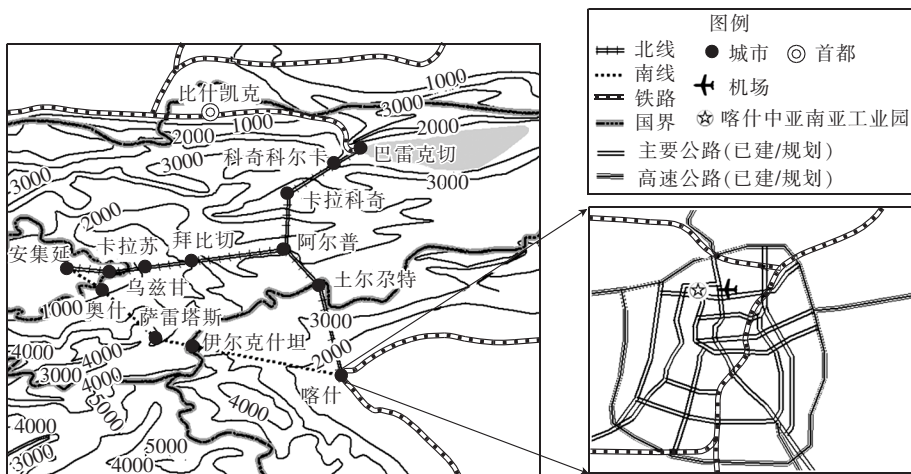 图例
北线
城市
首都
南线
机场
铁路
国界
喀什中亚南亚工业园
主要公路(已建/规划)
高速公路(已建/规划)
比什凯克
1000
1000
2000
3000
2000
3000
科奇科尔卡
巴雷克切
3000
3000
卡拉科奇
2000
安集延
卡拉苏
拜比切
阿尔普
乌兹甘
土尔尕特
1000
奥什
萨雷塔斯
3000
4000
4000
伊尔克什坦
2000
3000
4000
5000
喀什
4000
4000
4000
5000
3000
4000